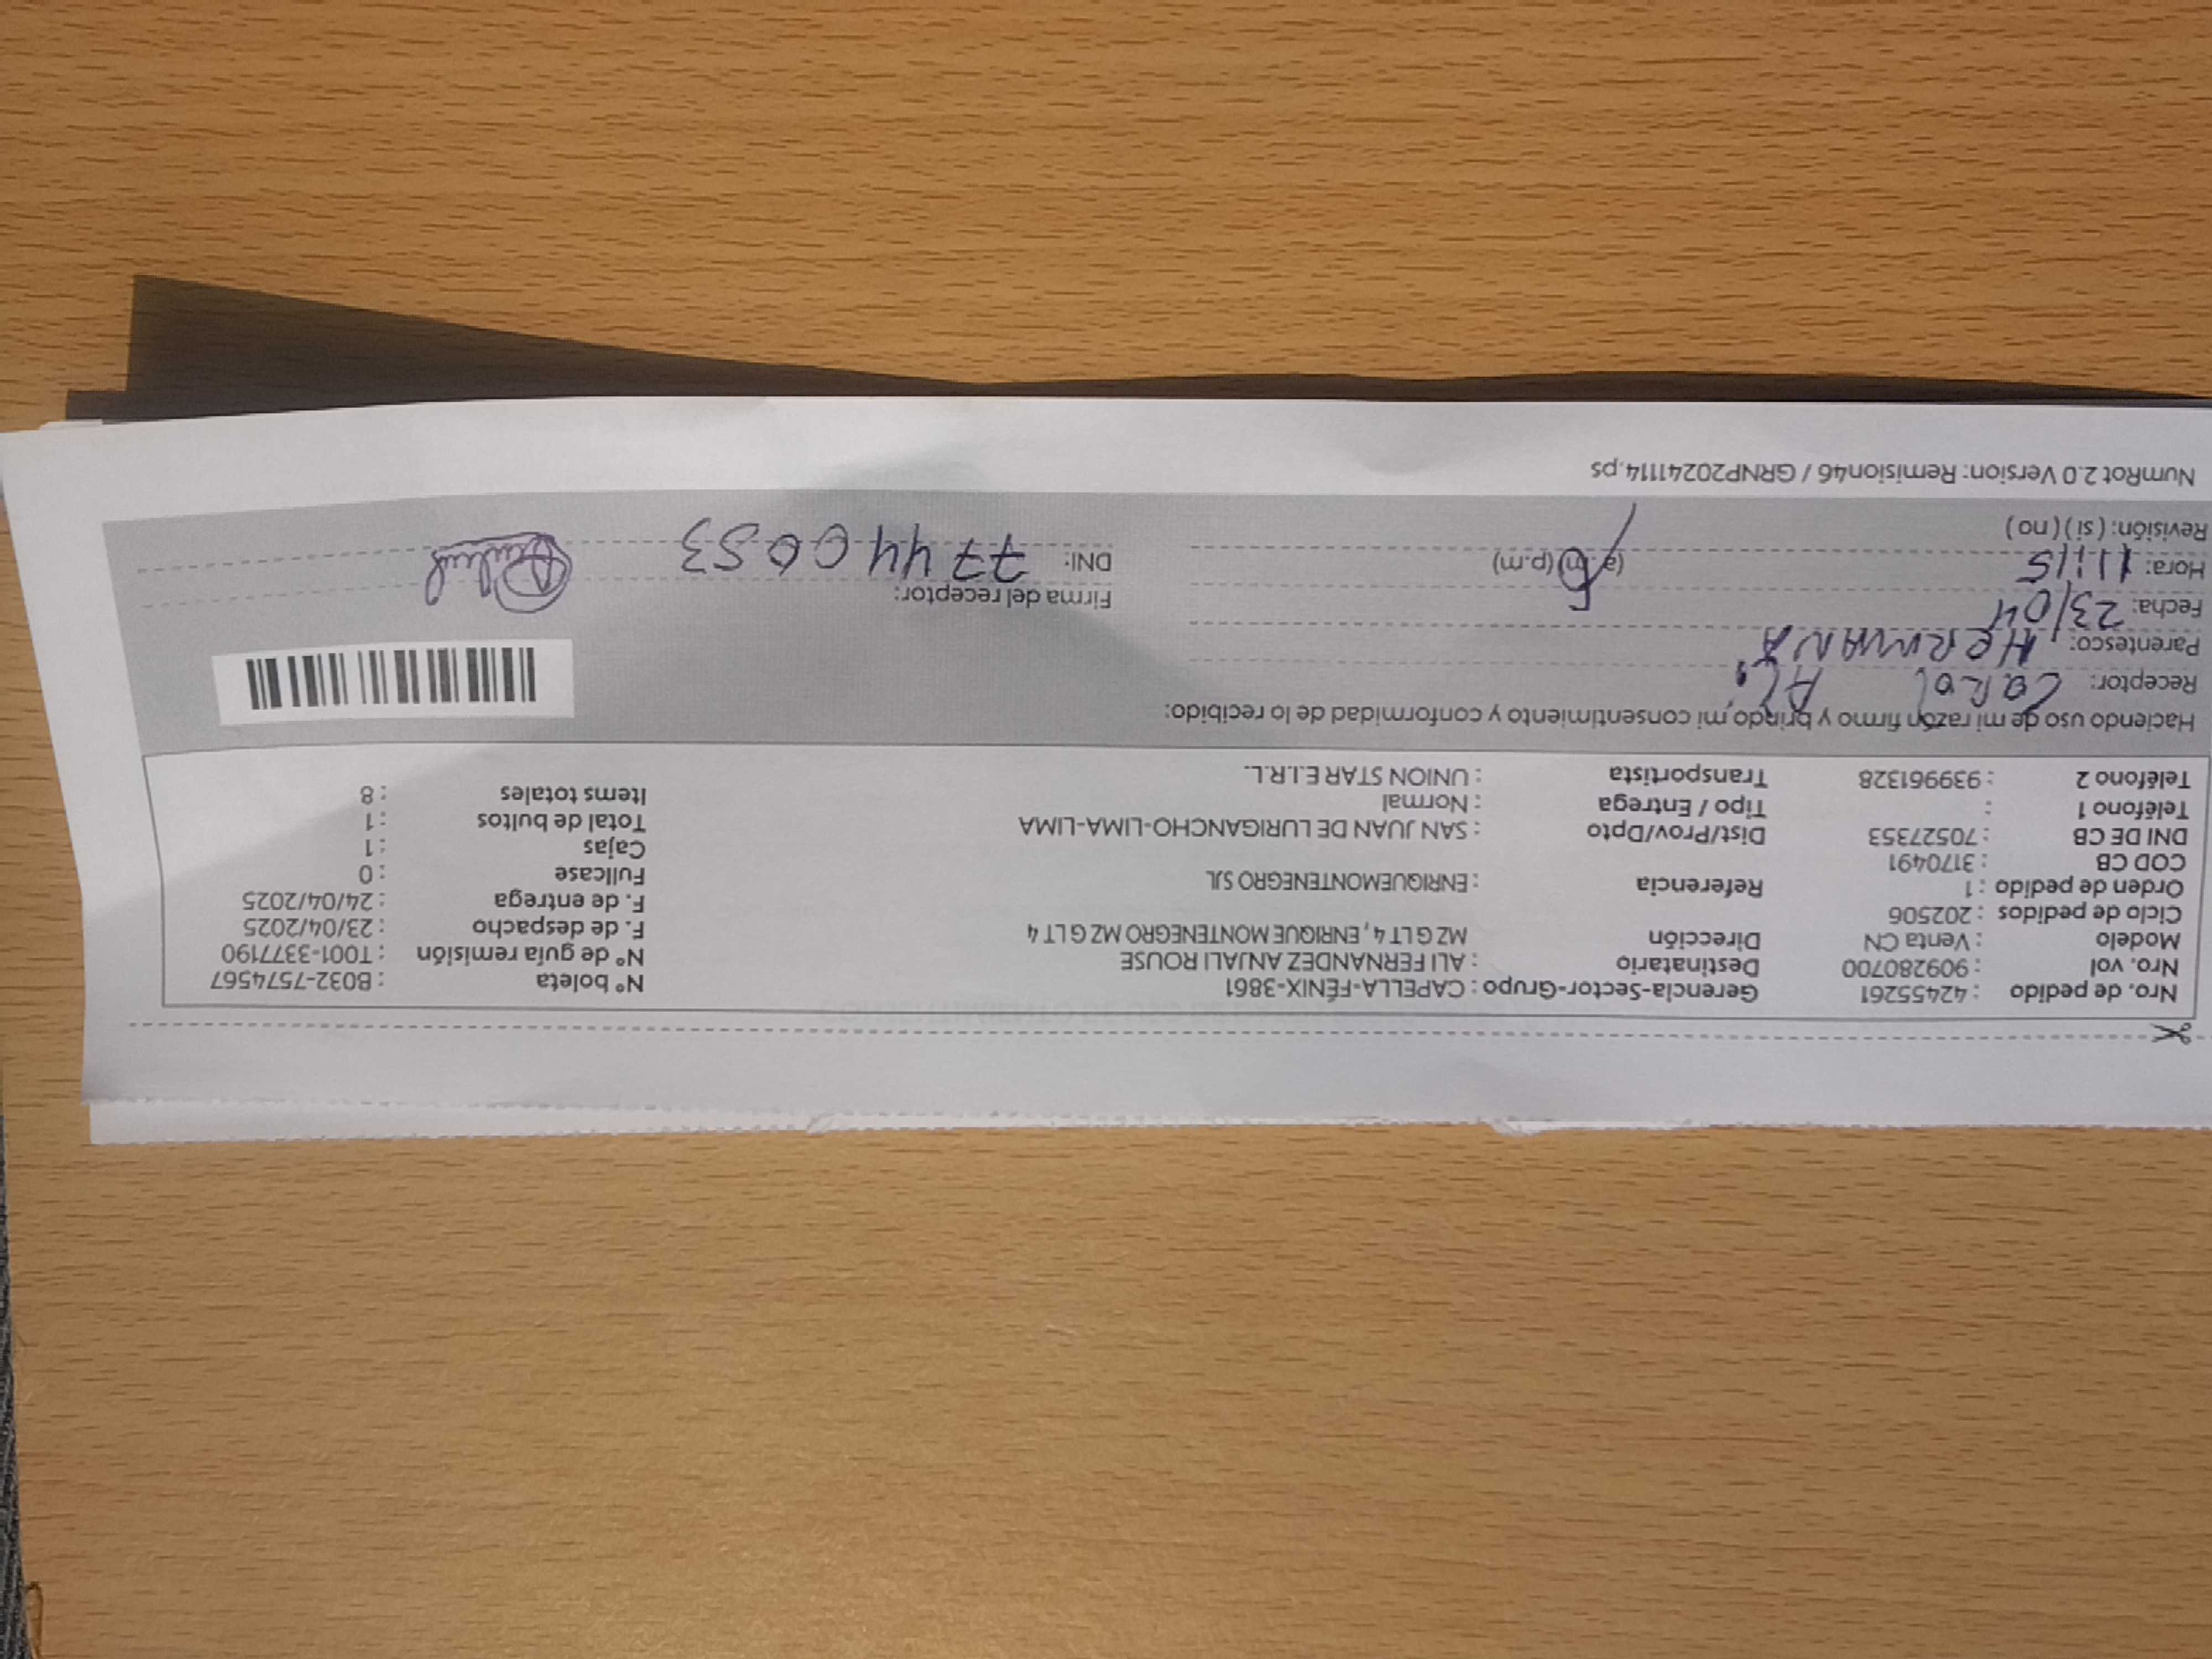 Nro. de pedido : 42455261 Gerencia-Sector-Grupo : CAPELLA-FÉNIX-3861 N° boleta : B032-7574567
Nro. vol : 909280700 Destinatario : ALI FERNANDEZ ANJALI ROUSE N° de guía remisión : T001-3377190
Modelo : Venta CN Dirección MZ G LT 4 , ENRIQUE MONTENEGRO MZ G LT 4 F. de despacho : 23/04/2025
Ciclo de pedidos : 202506 F. de entrega : 24/04/2025
Orden de pedido : 1 Referencia : ENRIQUEMONTENEGRO SJL Fullcase : 0
COD CB : 3170491 Cajas : 1
DNI DE CB : 70527353 Dist/Prov/Dpto : SAN JUAN DE LURIGANCHO-LIMA-LIMA Total de bultos : 1
Teléfono 1 : Tipo / Entrega : Normal Items totales : 8
Teléfono 2 : 939961328 Transportista : UNION STAR E.I.R.L.
Haciendo uso de mi razón firmo y brindo mi consentimiento y conformidad de lo recibido:
Receptor: Carol Ali
Parentesco: HERMANA
Fecha: 23/04 Firma del receptor:
Hora: 11:15 (a. m) (p.m) DNI: 77440053
Revisión: ( si ) ( no )
NumRot 2.0 Version: Remision46 / GRNP20241114.ps